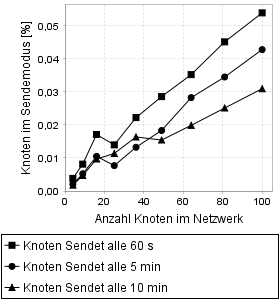 0,05
0,04
0,03
0,02
0,01
0,00
Knoten im Sendemodus [%]
0 20 40 60 80 100
Anzahl Knoten im Netzwerk
Knoten Sendet alle 60 s
Knoten Sendet alle 5 min
Knoten Sendet alle 10 min